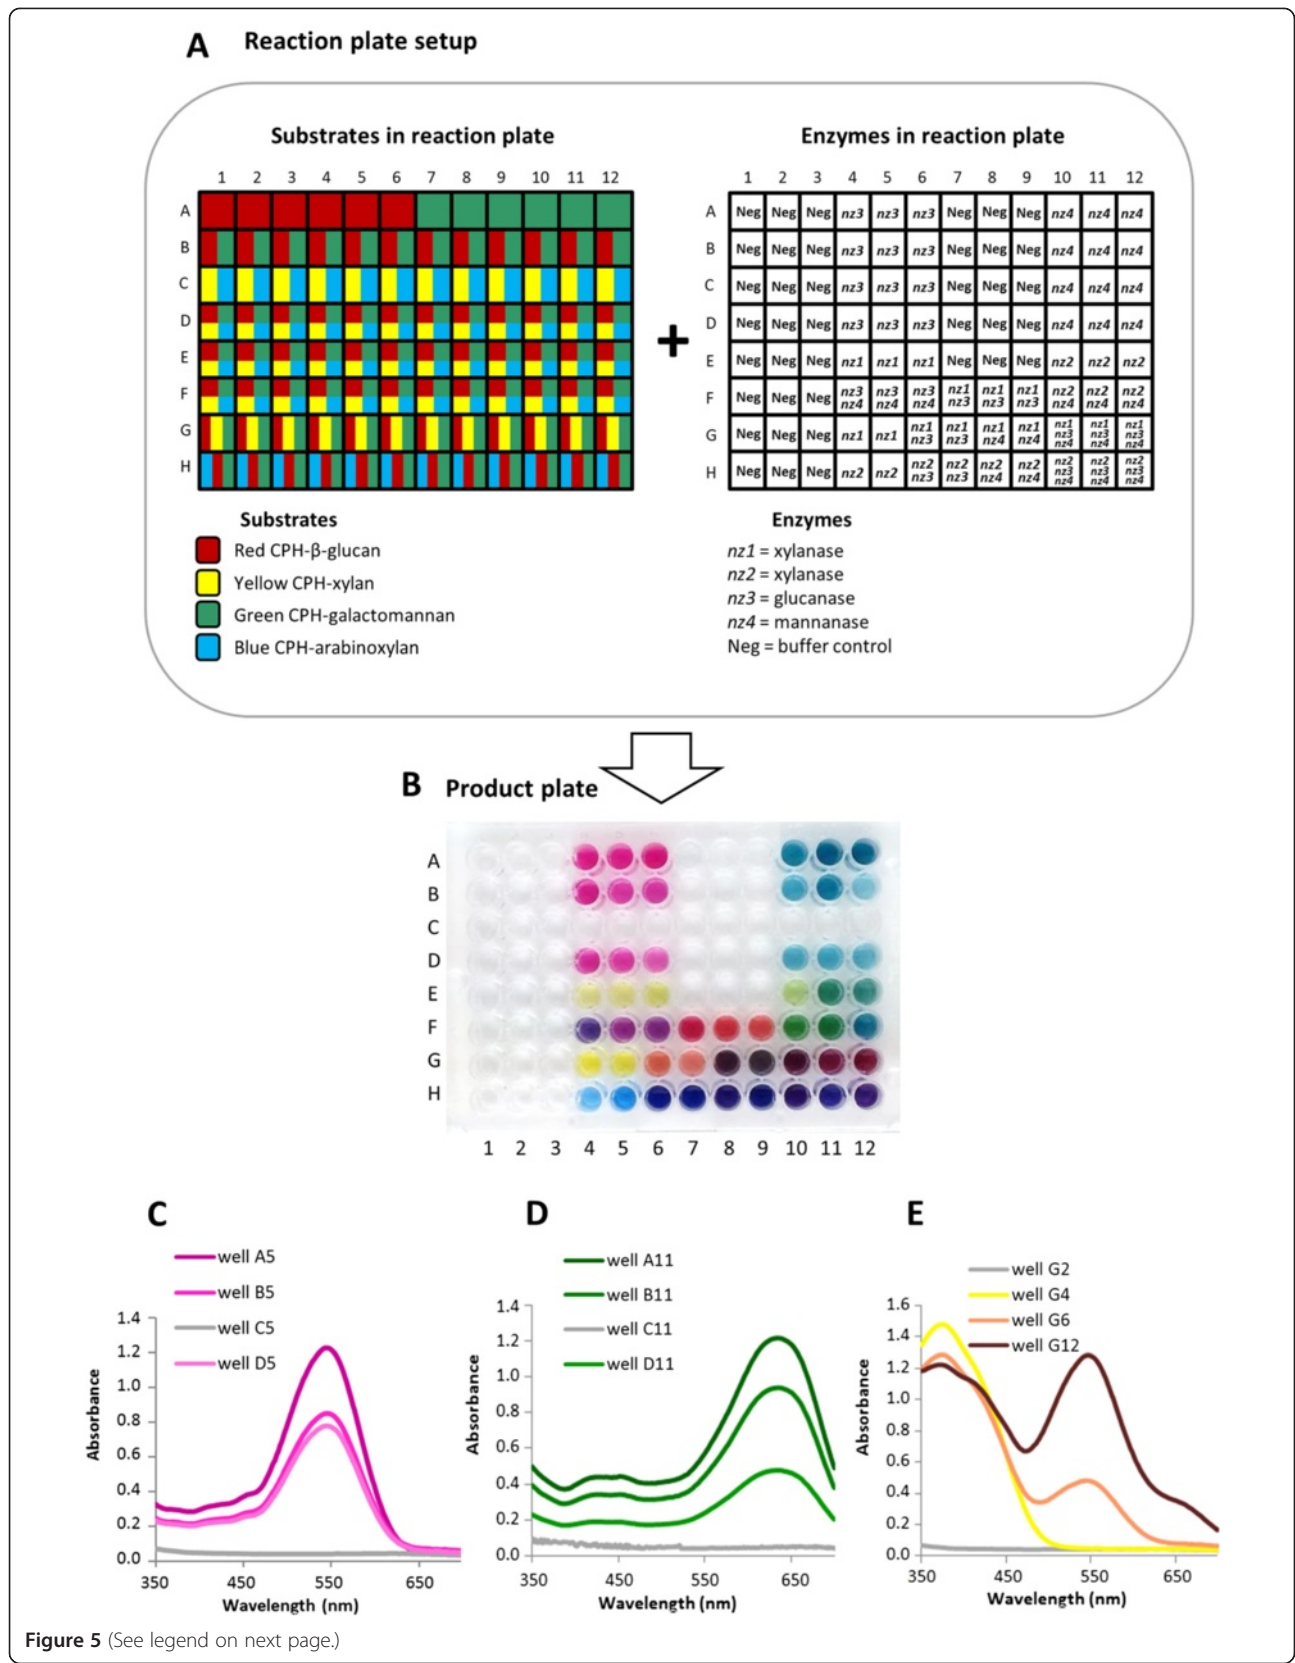 A Reaction plate setup
Substrates in reaction plate
1 2 3 4 5 6 7 8 9 10 11 12
A
B
C
D
E
F
G
H
Substrates
Red CPH-β-glucan
Yellow CPH-xylan
Green CPH-galactomannan
Blue CPH-arabinoxylan
+
Enzymes in reaction plate
1 2 3 4 5 6 7 8 9 10 11 12
A Neg Neg Neg nz3 nz3 nz3 Neg Neg Neg nz4 nz4 nz4
B Neg Neg Neg nz3 nz3 nz3 Neg Neg Neg nz4 nz4 nz4
C Neg Neg Neg nz3 nz3 nz3 Neg Neg Neg nz4 nz4 nz4
D Neg Neg Neg nz3 nz3 nz3 Neg Neg Neg nz4 nz4 nz4
E Neg Neg Neg nz1 nz1 nz1 Neg Neg Neg nz2 nz2 nz2
nz3 nz3 nz3 nz1 nz1 nz1 nz2 nz2 nz2
F Neg Neg Neg
nz4 nz4 nz4 nz3 nz3 nz3 nz4 nz4 nz4
nz1 nz1 nz1 nz1 nz1 nz1 nz1
G Neg Neg Neg nz1 nz1 nz3 nz3 nz4 nz4 nz3 nz3 nz3
nz4 nz4 nz4
nz2 nz2 nz2 nz2 nz2 nz2 nz2
H Neg Neg Neg nz2 nz2 nz3 nz3 nz4 nz4 nz3 nz3 nz3
nz4 nz4 nz4
Enzymes
nz1 = xylanase
nz2 = xylanase
nz3 = glucanase
nz4 = mannanase
Neg = buffer control
B Product plate
A
B
C
D
E
F
G
H
1 2 3 4 5 6 7 8 9 10 11 12
C
well A5
well B5
well C5
well D5
1.4
1.2
1.0
0.8
0.6
0.4
0.2
0.0
Absorbance
350 450 550 650
Wavelength (nm)
D
well A11
well B11
well C11
well D11
1.4
1.2
1.0
0.8
0.6
0.4
0.2
0.0
Absorbance
350 450 550 650
Wavelength (nm)
E
well G2
well G4
well G6
well G12
1.6
1.4
1.2
1.0
0.8
0.6
0.4
0.2
0.0
Absorbance
350 450 550 650
Wavelength (nm)
Figure 5 (See legend on next page.)